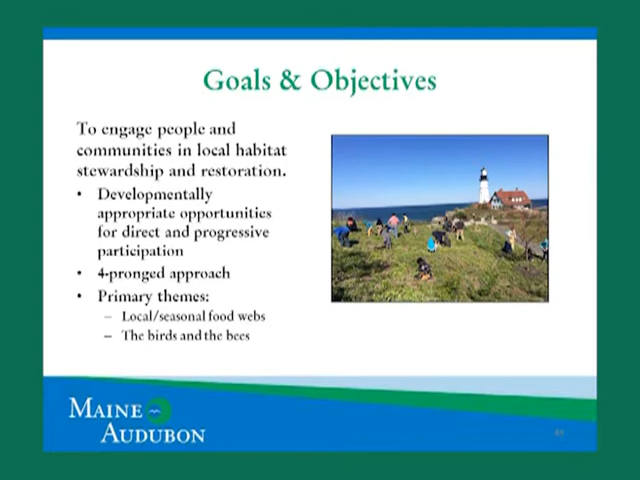 Goals & Objectives
To engage people and
communities in local habitat
stewardship and restoration.
• Developmentally
appropriate opportunities
for direct and progressive
participation
• 4-pronged approach
• Primary themes:
– Local/seasonal food webs
– The birds and the bees
MAINE
AUDUBON